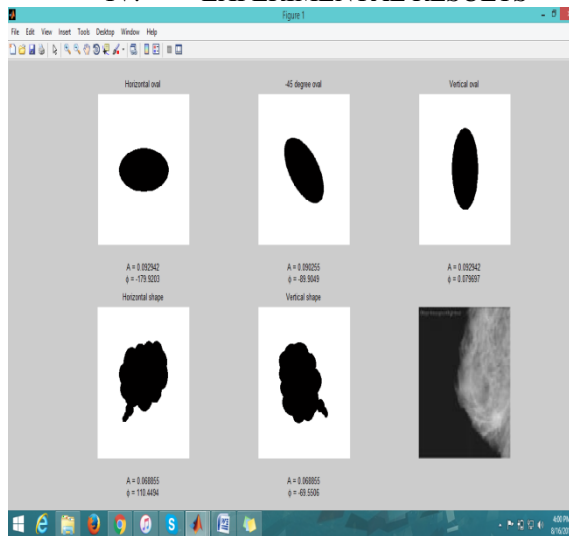 IV. EXPERIMENTAL RESULTS
Figure 1
File Edit View Insert Tools Desktop Window Help
Horizontal oval
-45 degree oval
Vertical oval
A = 0.092942
ϕ = -179.9203
A = 0.090255
ϕ = -89.9049
A = 0.092942
ϕ = 0.079697
Horizontal shape
Vertical shape
A = 0.068855
ϕ = 110.4494
A = 0.068855
ϕ = -69.5506
4:00 PM